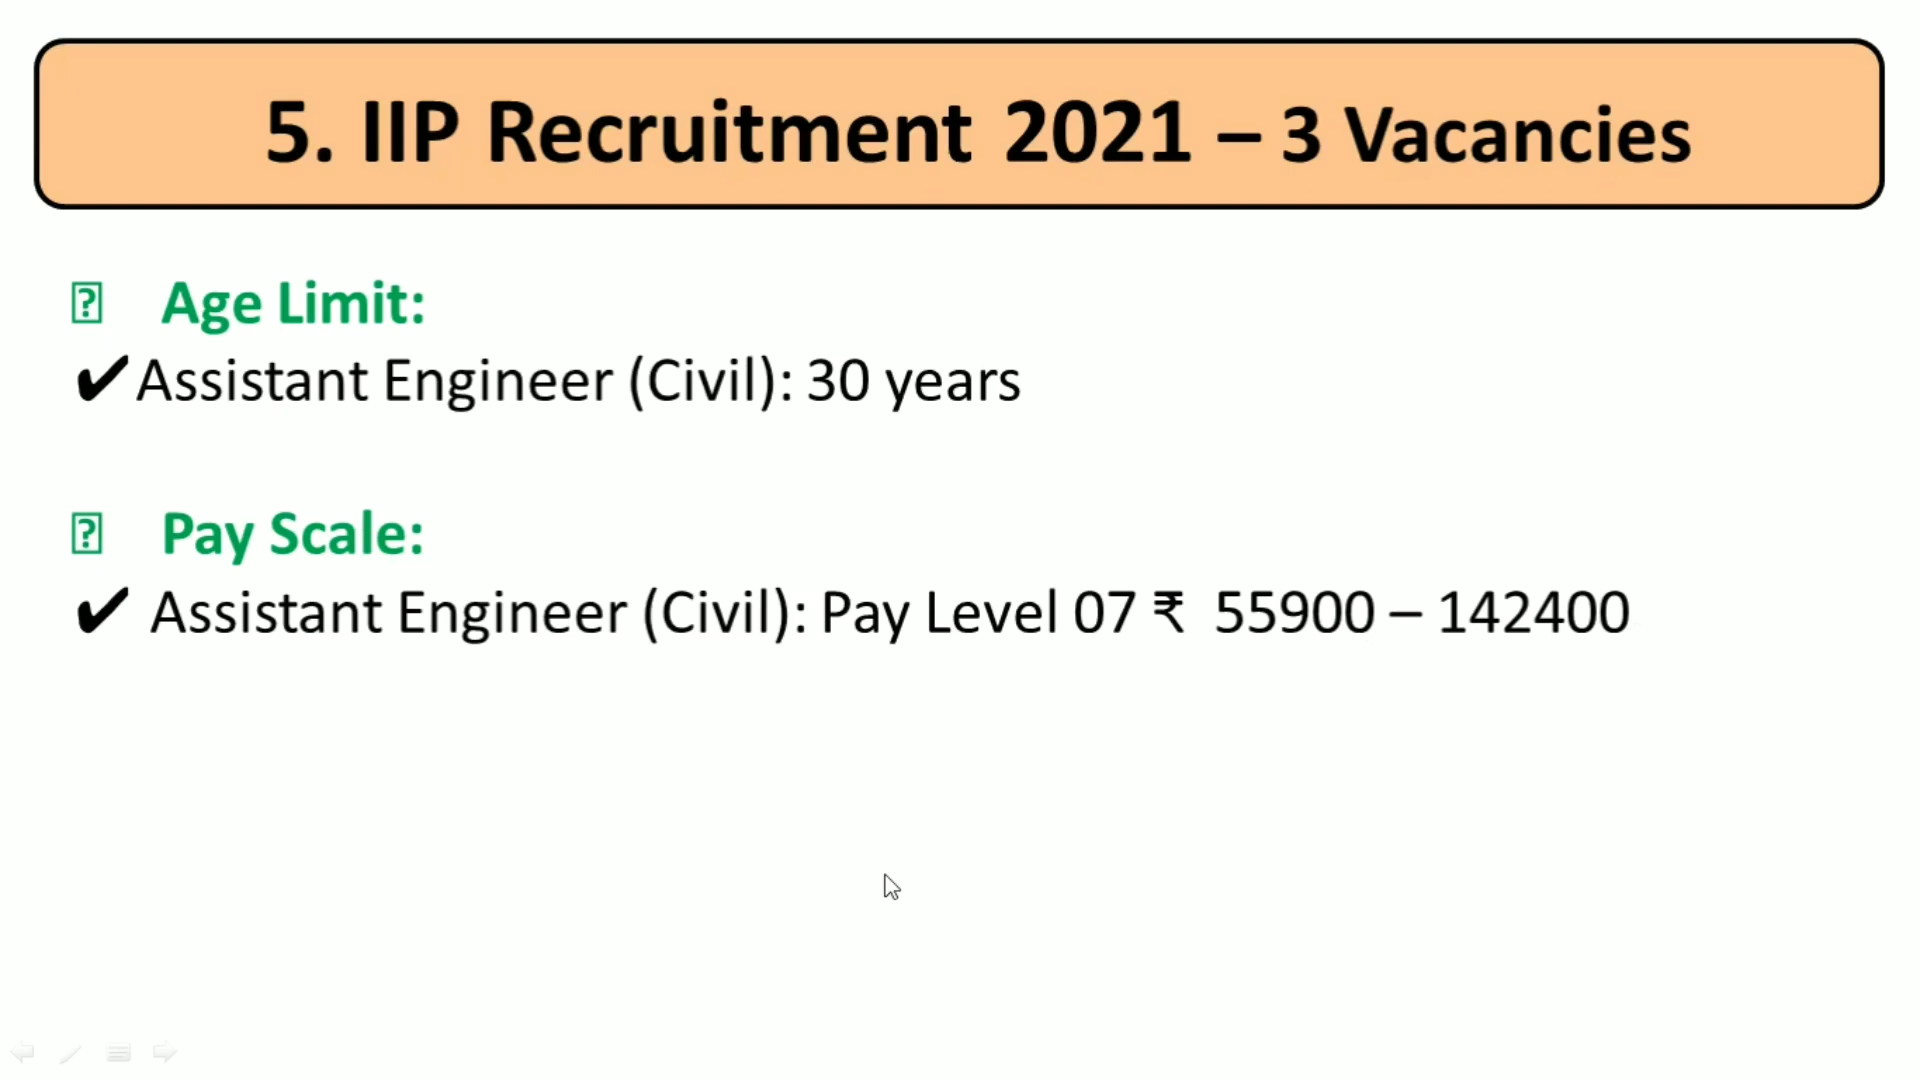 5. IIP Recruitment 2021 – 3 Vacancies
Age Limit:
✔Assistant Engineer (Civil): 30 years
Pay Scale:
✔ Assistant Engineer (Civil): Pay Level 07 ₹ 55900 – 142400